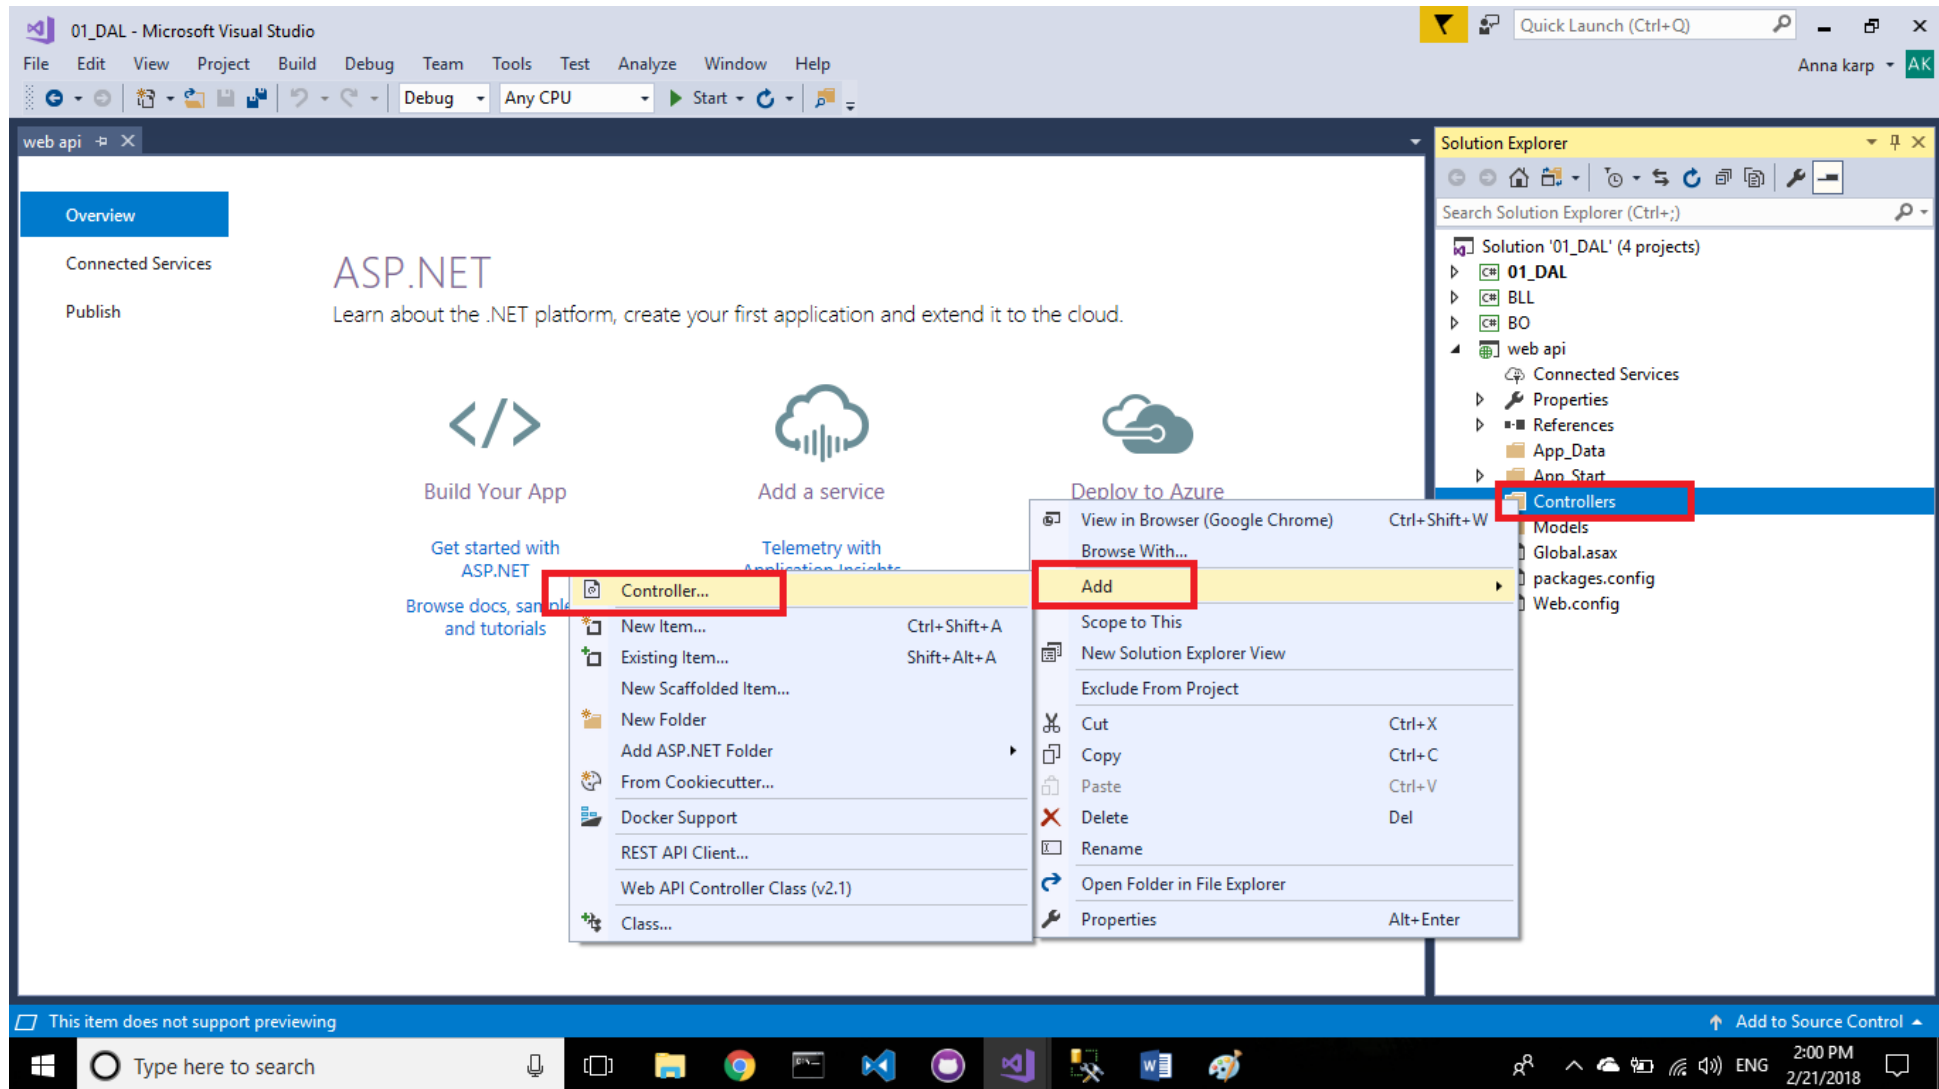 01_DAL - Microsoft Visual Studio
Quick Launch (Ctrl+Q)
File Edit View Project Build Debug Team Tools Test Analyze Window Help
Anna karp AK
Debug Any CPU Start
web api
Overview
Connected Services
Publish
ASP.NET
Learn about the .NET platform, create your first application and extend it to the cloud.
Build Your App
Get started with
ASP.NET
Browse docs, sample
and tutorials
Add a service
Telemetry with
Application Insights
Deploy to Azure
Controller...
New Item... Ctrl+Shift+A
Existing Item... Shift+Alt+A
New Scaffolded Item...
New Folder
Add ASP.NET Folder
From Cookiecutter...
Docker Support
REST API Client...
Web API Controller Class (v2.1)
Class...
View in Browser (Google Chrome) Ctrl+Shift+W
Browse With...
Add
Scope to This
New Solution Explorer View
Exclude From Project
Cut Ctrl+X
Copy Ctrl+C
Paste Ctrl+V
Delete Del
Rename
Open Folder in File Explorer
Properties Alt+Enter
Solution Explorer
Search Solution Explorer (Ctrl+;)
Solution '01_DAL' (4 projects)
C# 01_DAL
C# BLL
C# BO
web api
Connected Services
Properties
References
App_Data
App_Start
Controllers
Models
Global.asax
packages.config
Web.config
This item does not support previewing
Add to Source Control
Type here to search
ENG
2:00 PM
2/21/2018